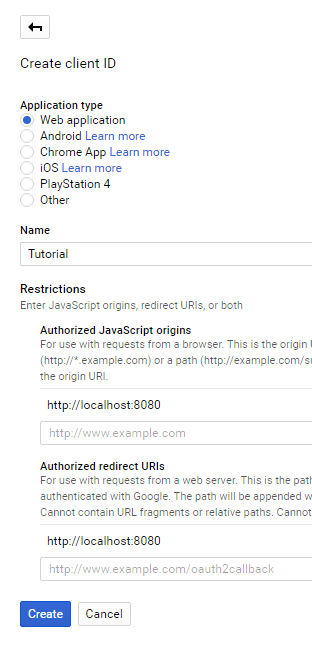 Create client ID
Application type
Web application
Android Learn more
Chrome App Learn more
iOS Learn more
PlayStation 4
Other
Name
Tutorial
Restrictions
Enter JavaScript origins, redirect URIs, or both
Authorized JavaScript origins
For use with requests from a browser. This is the origin
(http://*.example.com) or a path (http://example.com/su
the origin URI.
http://localhost:8080
http://www.example.com
Authorized redirect URIs
For use with requests from a web server. This is the path
authenticated with Google. The path will be appended w
Cannot contain URL fragments or relative paths. Cannot
http://localhost:8080
http://www.example.com/oauth2callback
Create Cancel